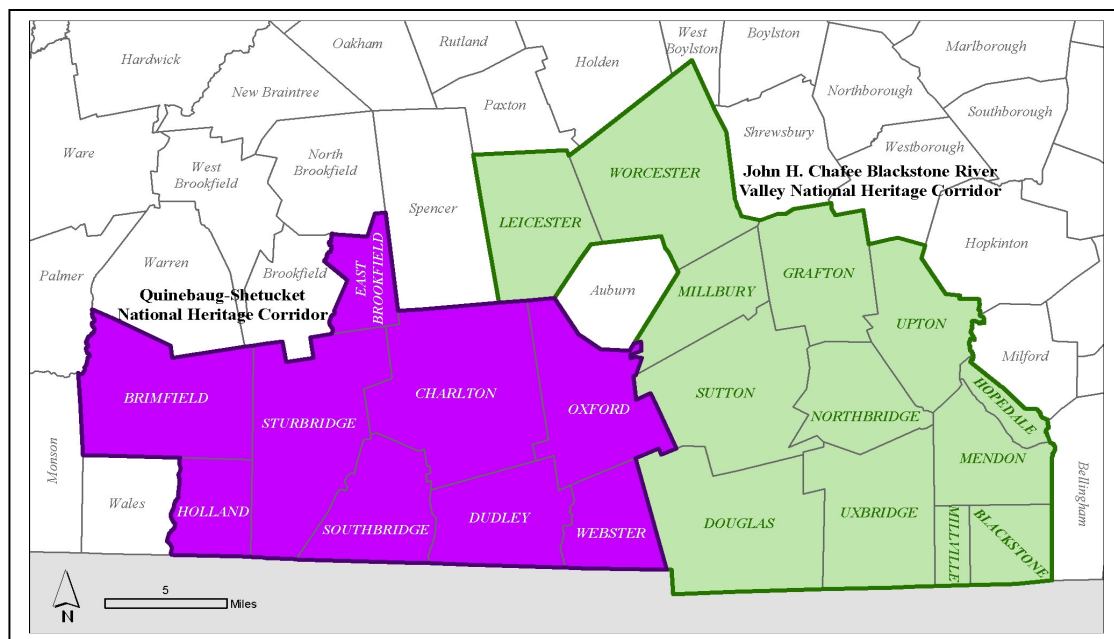 Hardwick
Oakham
Rutland
Holden
West
Boylston
Boylston
Marlborough
New Braintree
Paxton
Northborough
Southborough
Ware
West
Brookfield
North
Brookfield
Shrewsbury
Westborough
WORCESTER
John H. Chafee Blackstone River
Valley National Heritage Corridor
Spencer
LEICESTER
Hopkinton
Palmer
Warren
Brookfield
EAST
BROOKFIELD
Auburn
MILLBURY
GRAFTON
Quinebaug-Shetucket
National Heritage Corridor
UPTON
Milford
BRIMFIELD
CHARLTON
SUTTON
HOPEDALE
STURBRIDGE
OXFORD
NORTHBRIDGE
Monson
MENDON
Bellingham
Wales
HOLLAND
SOUTHBRIDGE
DUDLEY
WEBSTER
DOUGLAS
UXBRIDGE
MILLVILLE
BLACKSTONE
N
5
Miles